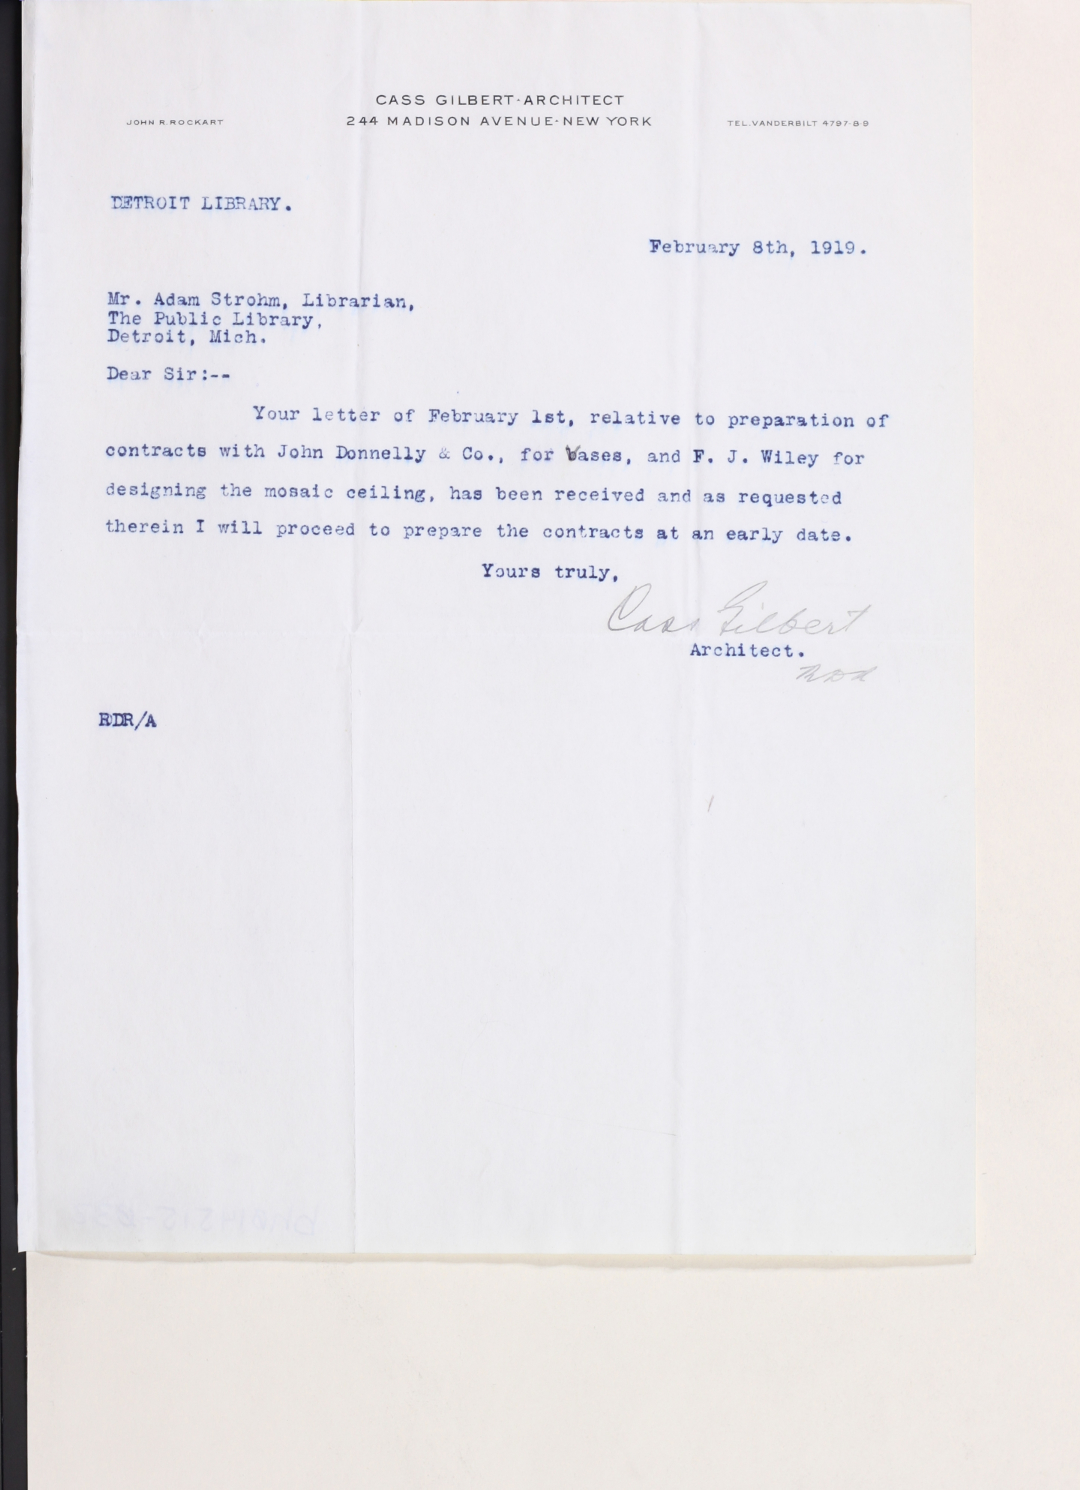 CASS GILBERT·ARCHITECT
JOHN R. ROCKART 244 MADISON AVENUE·NEW YORK TEL. VANDERBILT 4797-8-9
DETROIT LIBRARY.
February 8th, 1919.
Mr. Adam Strohm, Librarian,
The Public Library,
Detroit, Mich.
Dear Sir:--
Your letter of February 1st, relative to preparation of
contracts with John Donnelly & Co., for Vases, and F. J. Wiley for
designing the mosaic ceiling, has been received and as requested
therein I will proceed to prepare the contracts at an early date.
Yours truly,
Cass Gilbert
Architect.
RDR/A